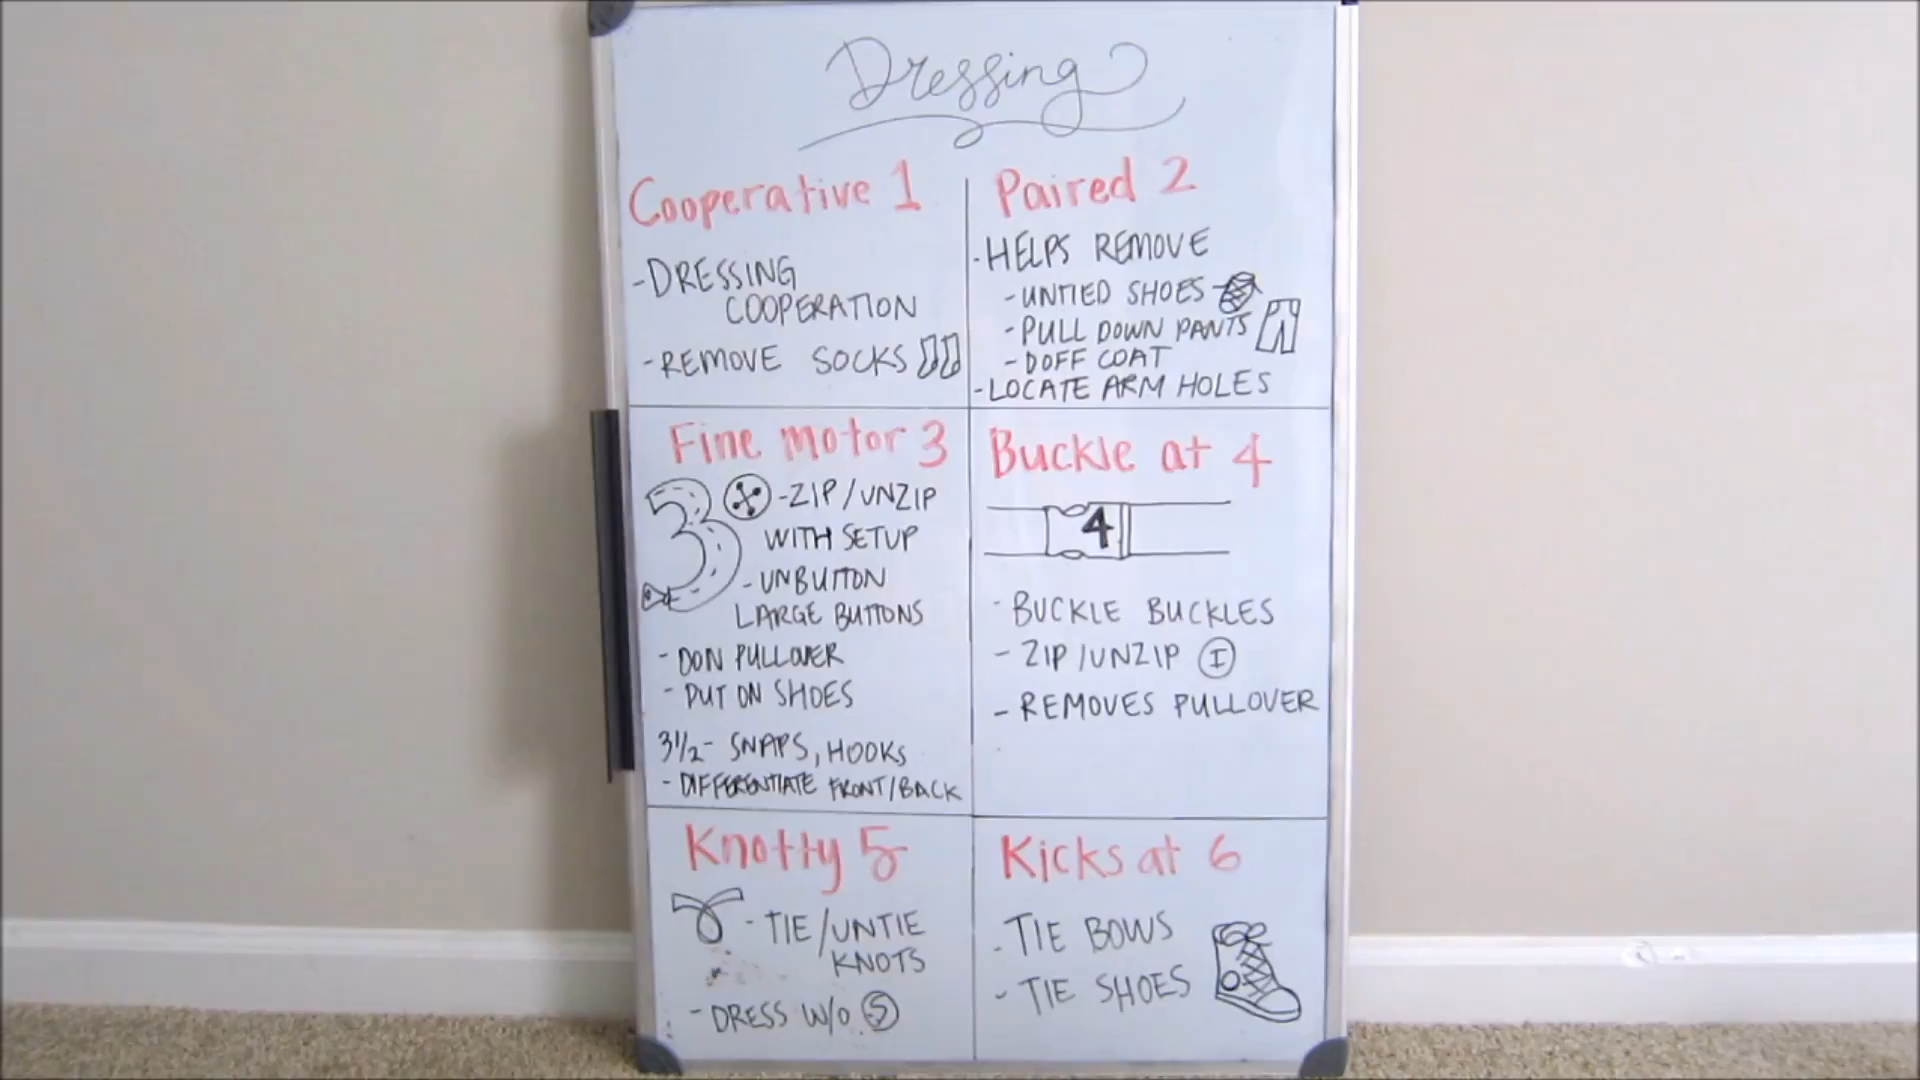 Dressing
Cooperative 1
- DRESSING
COOPERATION
- REMOVE SOCKS
Paired 2
- HELPS REMOVE
- UNTIED SHOES
- PULL DOWN PANTS
- DOFF COAT
- LOCATE ARM HOLES
Fine motor 3
- ZIP/UNZIP
WITH SETUP
- UNBUTTON
LARGE BUTTONS
- DON PULLOVER
- PUT ON SHOES
3 1/2 - SNAPS, HOOKS
- DIFFERENTIATE FRONT/BACK
Buckle at 4
4
- BUCKLE BUCKLES
- ZIP/UNZIP I
- REMOVES PULLOVER
Knotty 5
- TIE/UNTIE
KNOTS
- DRESS W/O S
Kicks at 6
- TIE BOWS
- TIE SHOES